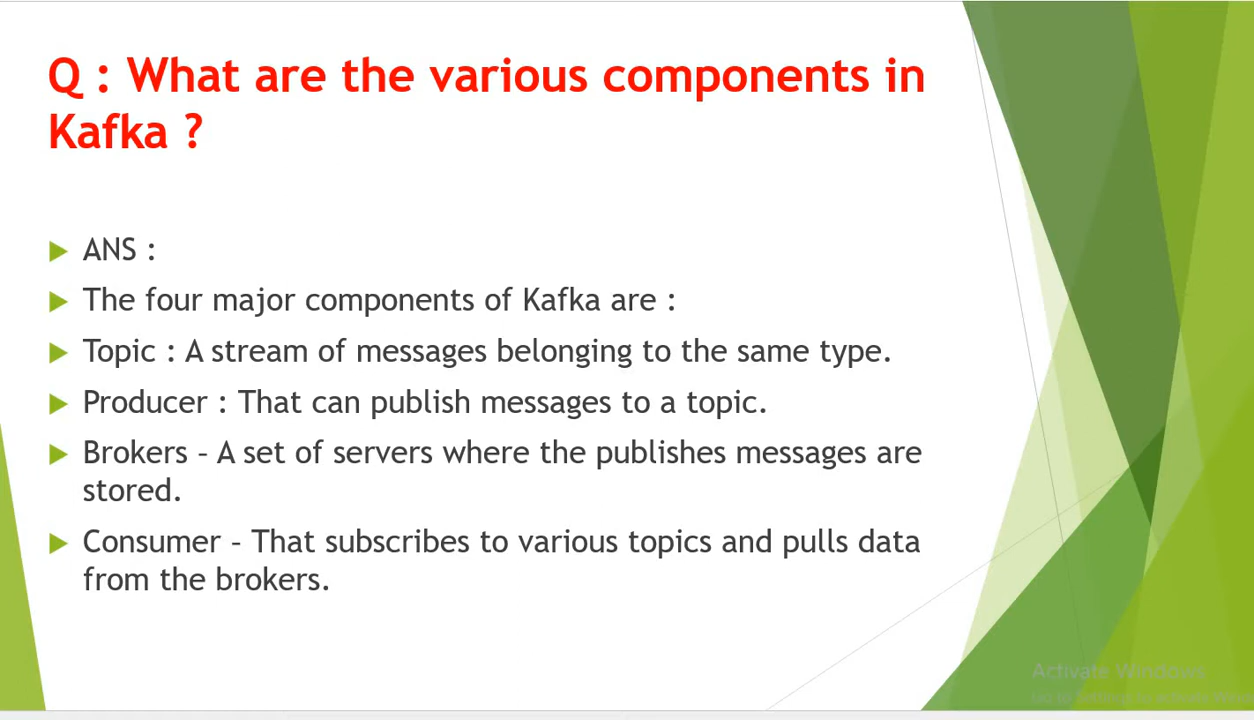 Q : What are the various components in
Kafka ?
ANS :
The four major components of Kafka are :
Topic : A stream of messages belonging to the same type.
Producer : That can publish messages to a topic.
Brokers – A set of servers where the publishes messages are
stored.
Consumer – That subscribes to various topics and pulls data
from the brokers.
Activate Windows